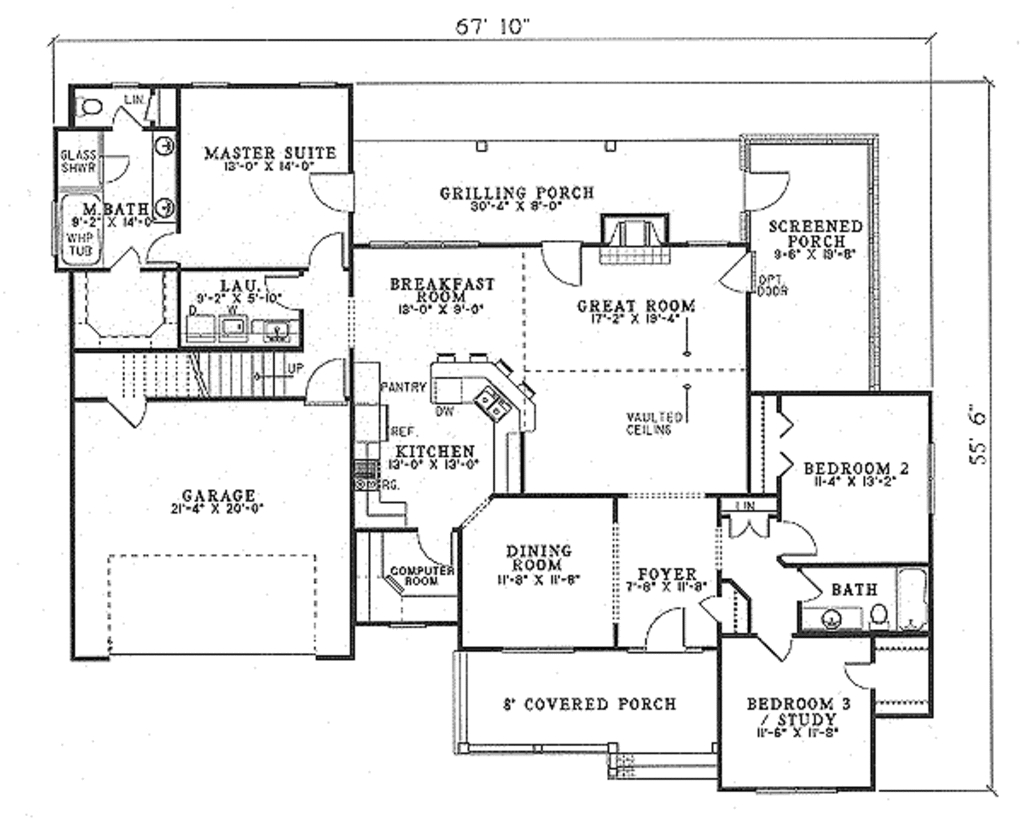 67' 10"
LIN.
GLASS
SHWR
MASTER SUITE
13'-0" X 14'-0"
M.BATH
9'-2" X 14'-0"
WHP
TUB
GRILLING PORCH
30'-4" X 8'-0"
SCREENED
PORCH
9-6" X 19'-8"
OPT.
DOOR
LAU.
9'-2" X 5'-10"
D
W
BREAKFAST
ROOM
13'-0" X 9'-0"
GREAT ROOM
17'-2" X 19'-4"
UP
PANTRY
DW
VAULTED
CEILING
REF.
KITCHEN
13'-0" X 13'-0"
RG.
55' 6"
BEDROOM 2
11-4" X 13'-2"
GARAGE
21'-4" X 20'-0"
LIN
DINING
ROOM
11'-8" X 11'-8"
COMPUTER
ROOM
FOYER
7'-8" X 11'-8"
BATH
8' COVERED PORCH
BEDROOM 3
/ STUDY
11'-6" X 11'-8"